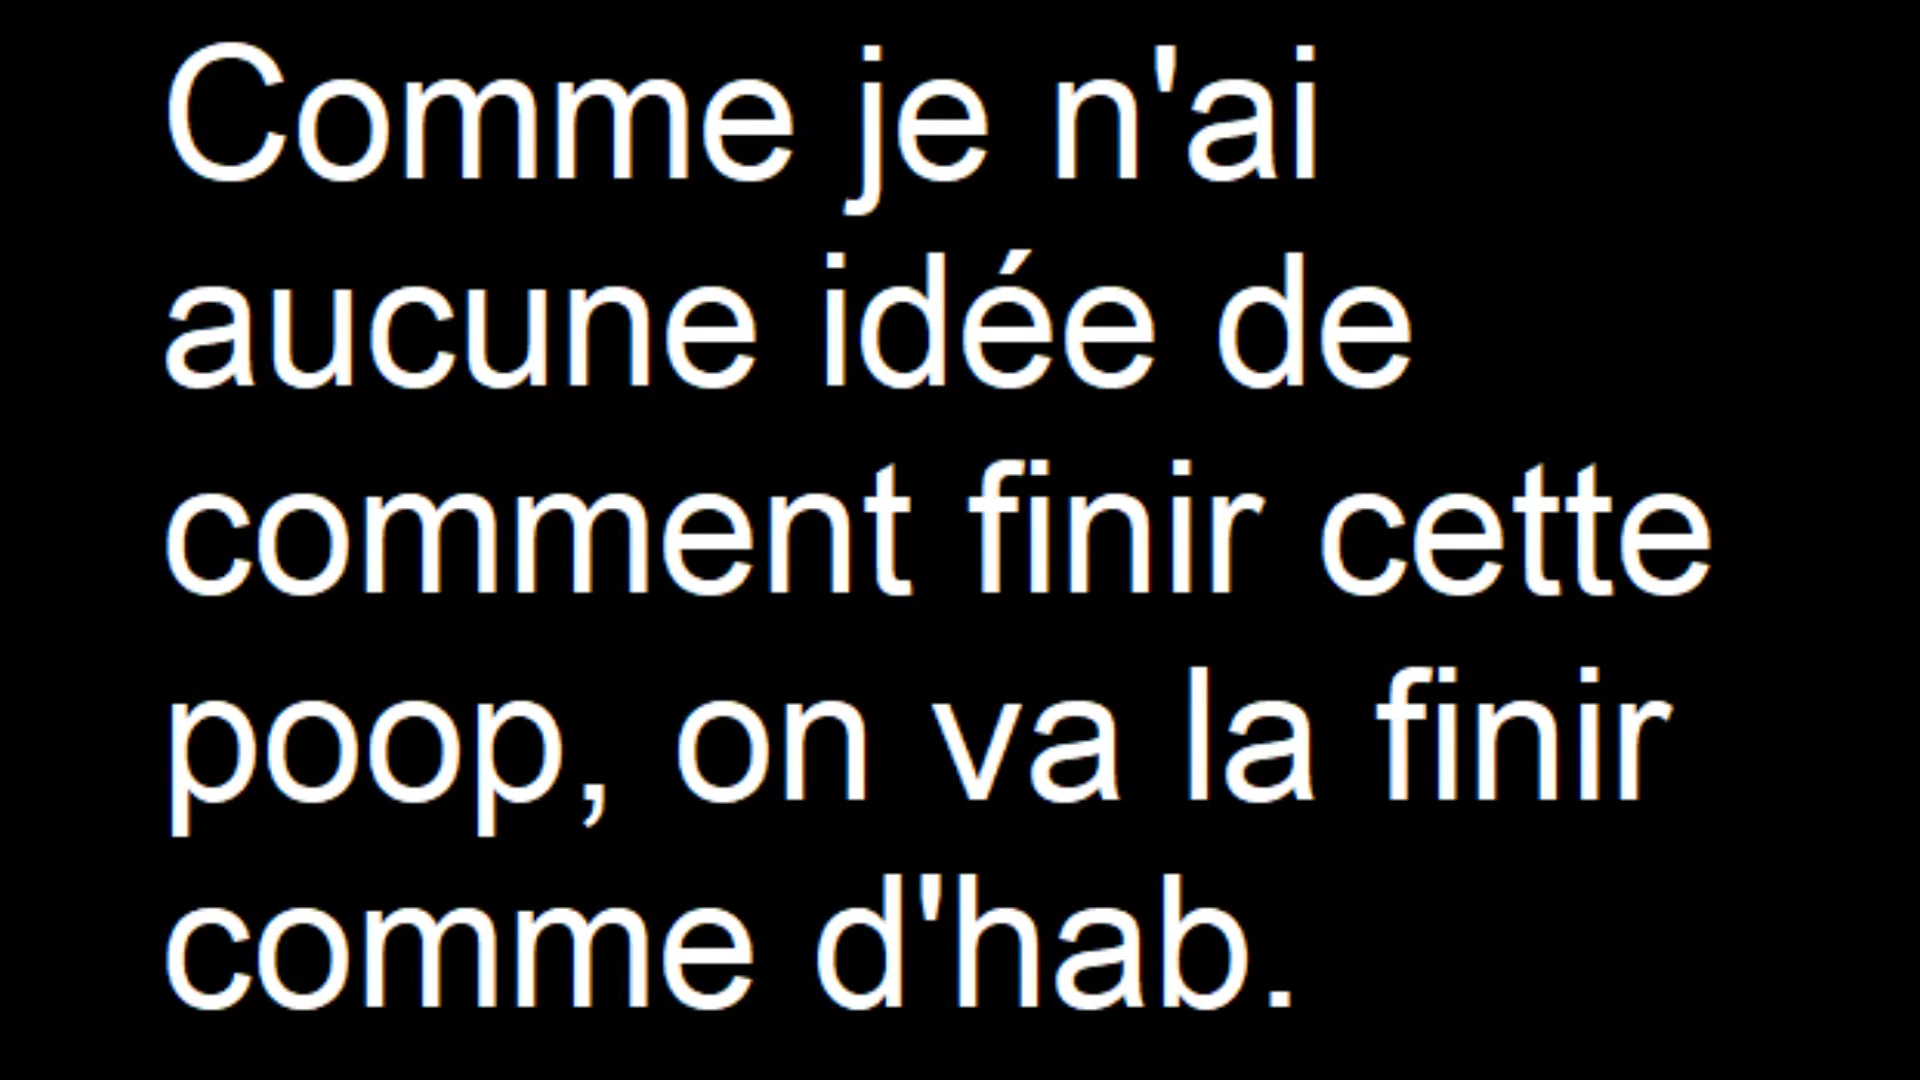 Comme je n'ai
aucune idée de
comment finir cette
poop, on va la finir
comme d'hab.